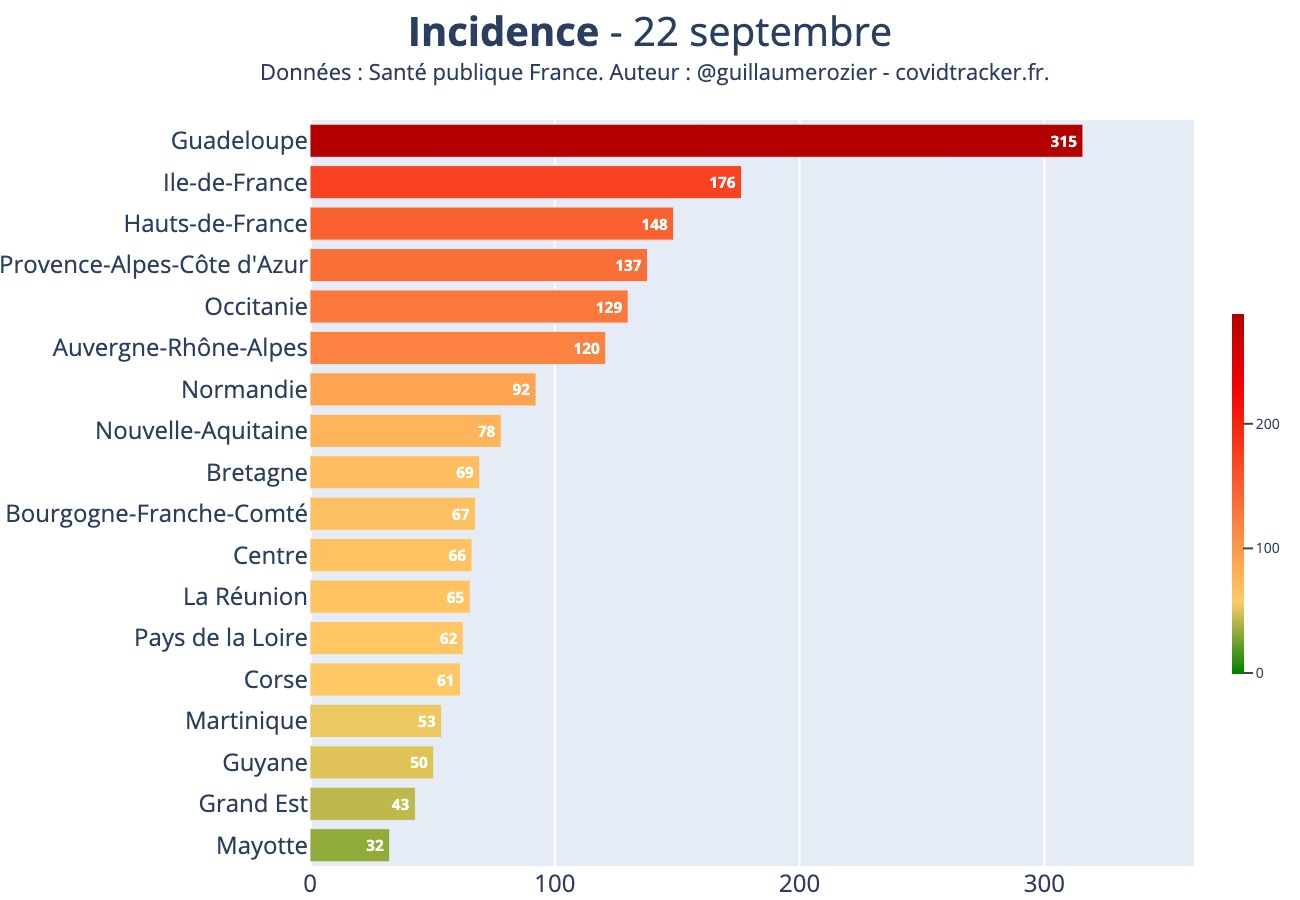 Incidence - 22 septembre
Données : Santé publique France. Auteur : @guillaumerozier - covidtracker.fr.
Guadeloupe 315
Ile-de-France 176
Hauts-de-France 148
Provence-Alpes-Côte d'Azur 137
Occitanie 129
Auvergne-Rhône-Alpes 120
Normandie 92
Nouvelle-Aquitaine 78
Bretagne 69
Bourgogne-Franche-Comté 67
Centre 66
La Réunion 65
Pays de la Loire 62
Corse 61
Martinique 53
Guyane 50
Grand Est 43
Mayotte 32
0 100 200 300
200
100
0